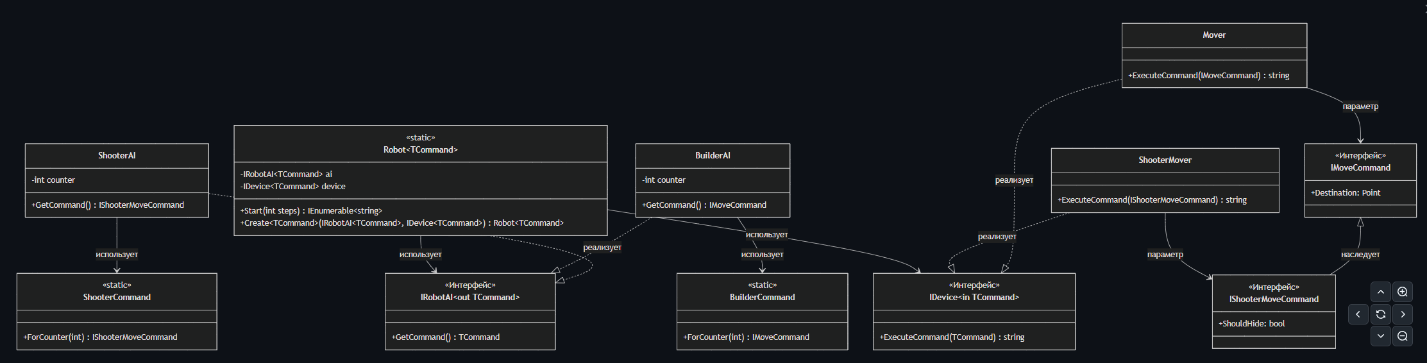 Mover
+ExecuteCommand(IMoveCommand) : string
параметр
«static»
Robot<TCommand>
-IRobotAI<TCommand> ai
-IDevice<TCommand> device
+Start(int steps) : IEnumerable<string>
+Create<TCommand>(IRobotAI<TCommand>, IDevice<TCommand>) : Robot<TCommand>
ShooterAI
-int counter
+GetCommand() : IShooterMoveCommand
BuilderAI
-int counter
+GetCommand() : IMoveCommand
ShooterMover
+ExecuteCommand(IShooterMoveCommand) : string
«Интерфейс»
IMoveCommand
+Destination: Point
реализует
использует
использует
реализует
использует
использует
реализует
параметр
наследует
«static»
ShooterCommand
+ForCounter(int) : IShooterMoveCommand
«Интерфейс»
IRobotAI<out TCommand>
+GetCommand() : TCommand
«static»
BuilderCommand
+ForCounter(int) : IMoveCommand
«Интерфейс»
IDevice<in TCommand>
+ExecuteCommand(TCommand) : string
«Интерфейс»
IShooterMoveCommand
+ShouldHide: bool